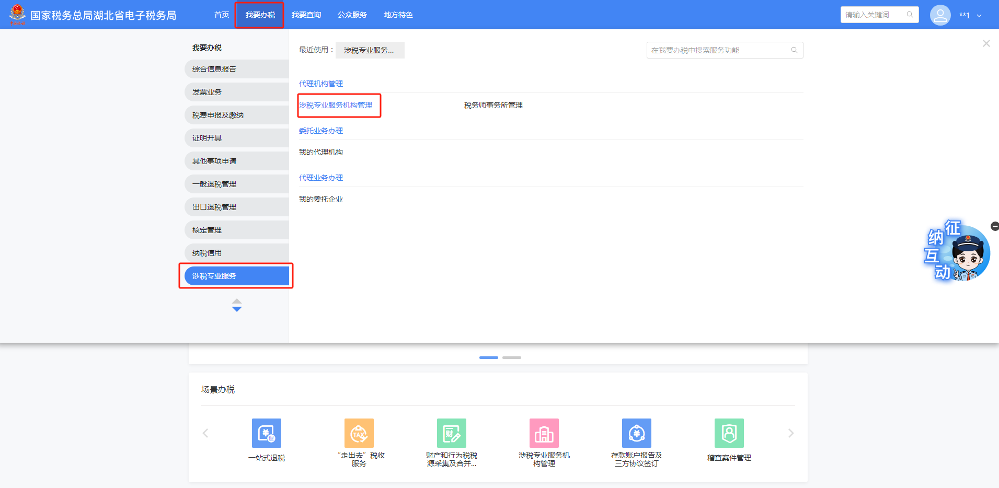 国家税务总局湖北省电子税务局
首页 我要办税 我要查询 公众服务 地方特色
请输入关键词
**1
我要办税
综合信息报告
发票业务
税费申报及缴纳
证明开具
其他事项申请
一般退税管理
出口退税管理
核定管理
纳税信用
涉税专业服务
最近使用： 涉税专业服务...
在我要办税中搜索服务功能
代理机构管理
涉税专业服务机构管理 税务师事务所管理
委托业务办理
我的代理机构
代理业务办理
我的委托企业
征
纳
互
动
场景办税
退
一站式退税
TAX
“走出去”税收
服务
财
财产和行为税税
源采集及合并...
涉税专业服务机
构管理
存款账户报告及
三方协议签订
稽查案件管理